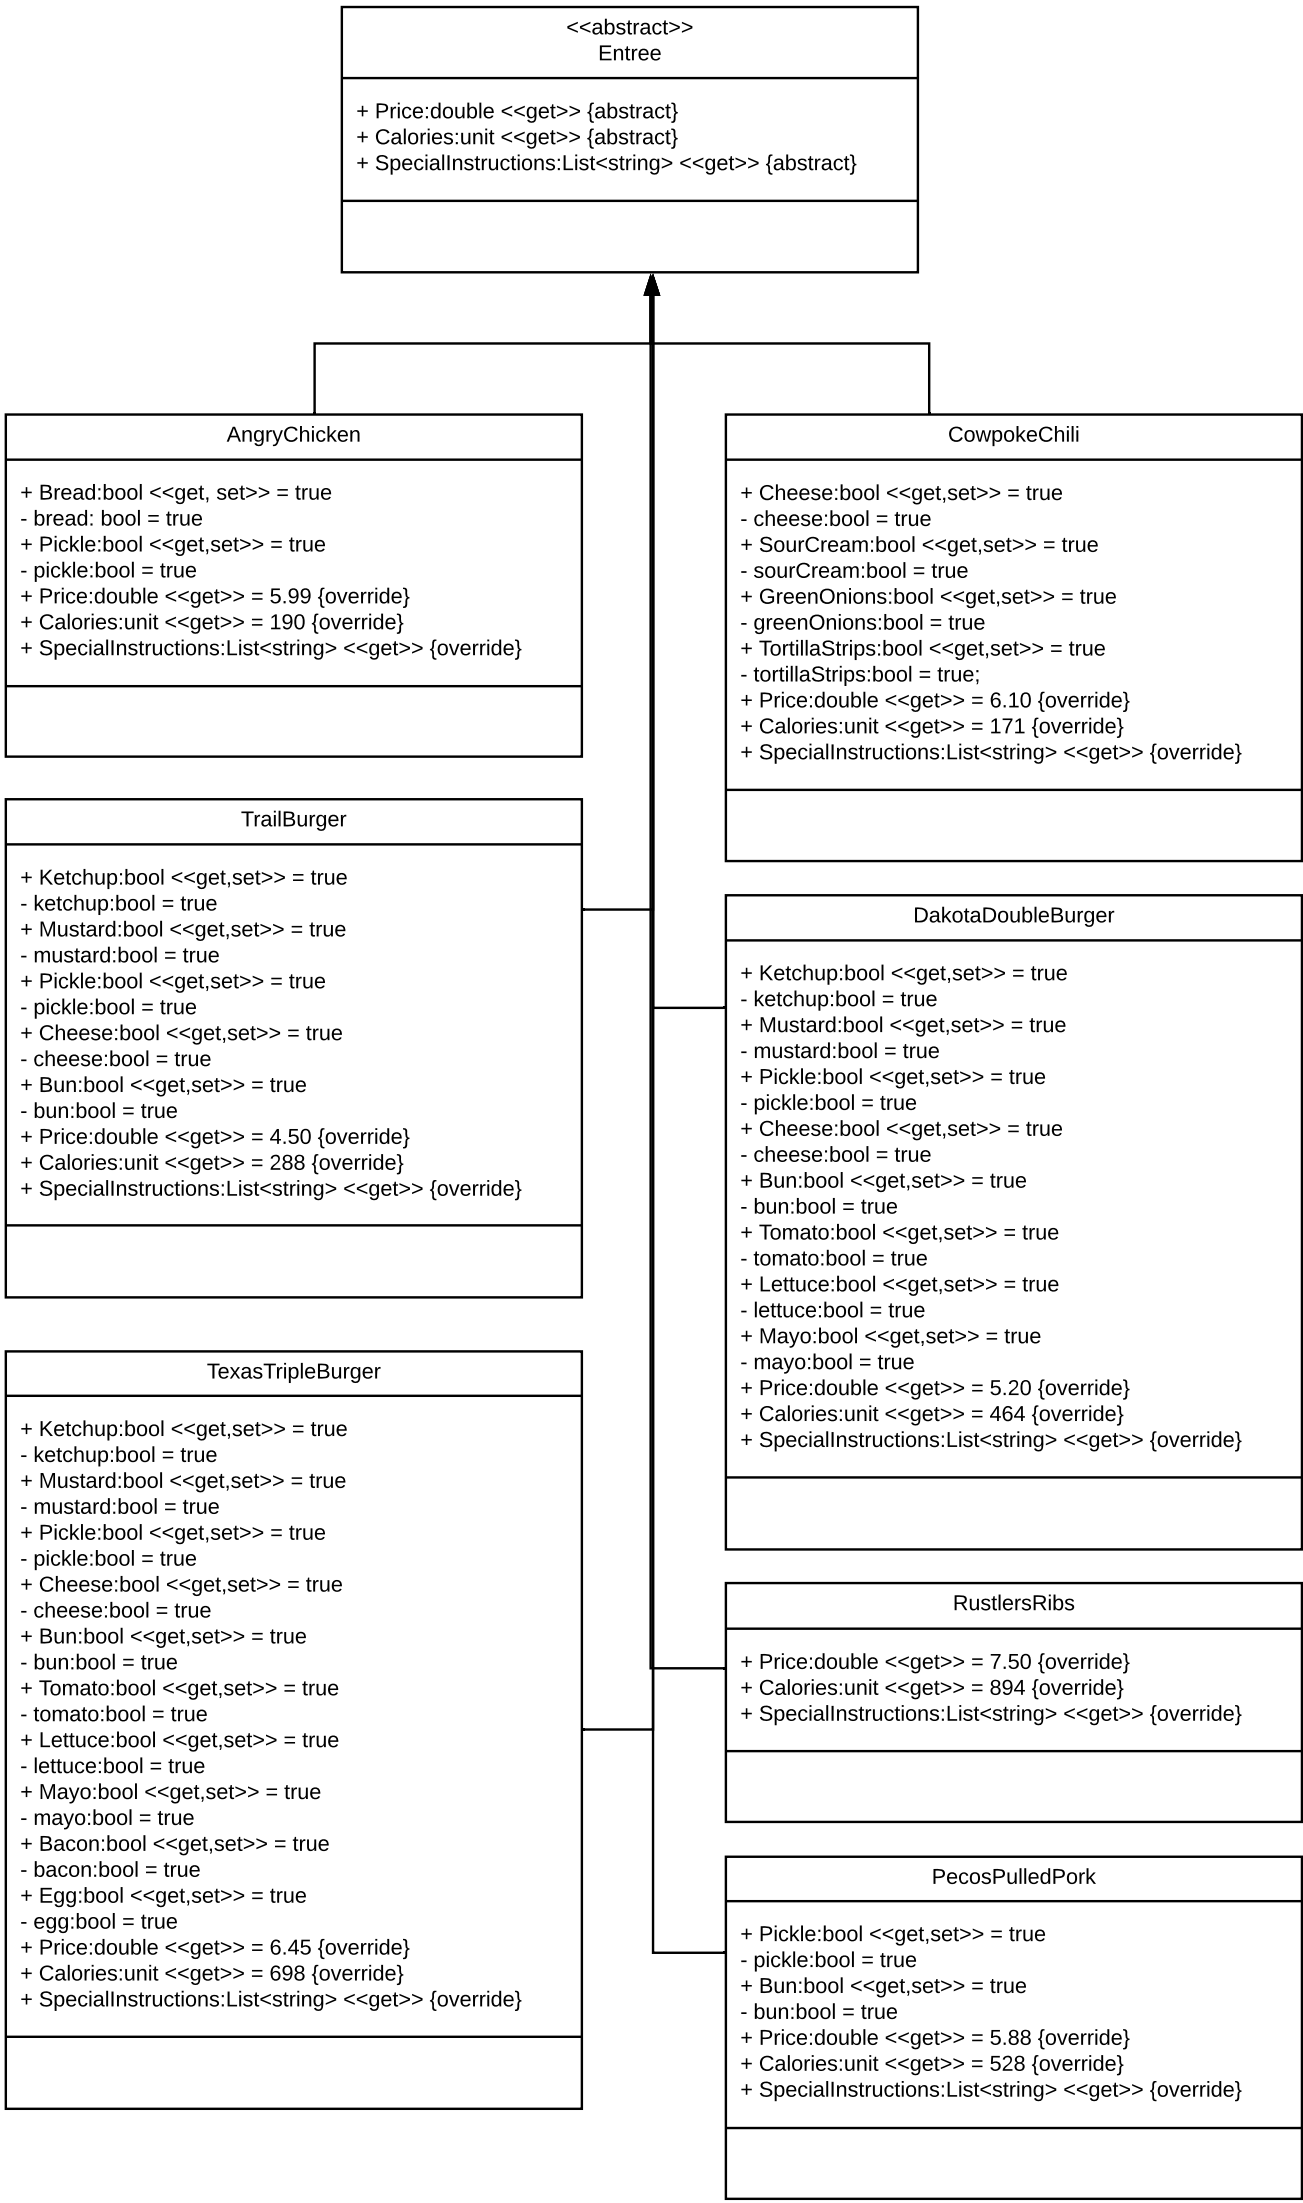 <<abstract>>
Entree
+ Price:double <<get>> {abstract}
+ Calories:unit <<get>> {abstract}
+ SpecialInstructions:List<string> <<get>> {abstract}
AngryChicken
+ Bread:bool <<get, set>> = true
- bread: bool = true
+ Pickle:bool <<get,set>> = true
- pickle:bool = true
+ Price:double <<get>> = 5.99 {override}
+ Calories:unit <<get>> = 190 {override}
+ SpecialInstructions:List<string> <<get>> {override}
CowpokeChili
+ Cheese:bool <<get,set>> = true
- cheese:bool = true
+ SourCream:bool <<get,set>> = true
- sourCream:bool = true
+ GreenOnions:bool <<get,set>> = true
- greenOnions:bool = true
+ TortillaStrips:bool <<get,set>> = true
- tortillaStrips:bool = true;
+ Price:double <<get>> = 6.10 {override}
+ Calories:unit <<get>> = 171 {override}
+ SpecialInstructions:List<string> <<get>> {override}
TrailBurger
+ Ketchup:bool <<get,set>> = true
- ketchup:bool = true
+ Mustard:bool <<get,set>> = true
- mustard:bool = true
+ Pickle:bool <<get,set>> = true
- pickle:bool = true
+ Cheese:bool <<get,set>> = true
- cheese:bool = true
+ Bun:bool <<get,set>> = true
- bun:bool = true
+ Price:double <<get>> = 4.50 {override}
+ Calories:unit <<get>> = 288 {override}
+ SpecialInstructions:List<string> <<get>> {override}
DakotaDoubleBurger
+ Ketchup:bool <<get,set>> = true
- ketchup:bool = true
+ Mustard:bool <<get,set>> = true
- mustard:bool = true
+ Pickle:bool <<get,set>> = true
- pickle:bool = true
+ Cheese:bool <<get,set>> = true
- cheese:bool = true
+ Bun:bool <<get,set>> = true
- bun:bool = true
+ Tomato:bool <<get,set>> = true
- tomato:bool = true
+ Lettuce:bool <<get,set>> = true
- lettuce:bool = true
+ Mayo:bool <<get,set>> = true
- mayo:bool = true
+ Price:double <<get>> = 5.20 {override}
+ Calories:unit <<get>> = 464 {override}
+ SpecialInstructions:List<string> <<get>> {override}
TexasTripleBurger
+ Ketchup:bool <<get,set>> = true
- ketchup:bool = true
+ Mustard:bool <<get,set>> = true
- mustard:bool = true
+ Pickle:bool <<get,set>> = true
- pickle:bool = true
+ Cheese:bool <<get,set>> = true
- cheese:bool = true
+ Bun:bool <<get,set>> = true
- bun:bool = true
+ Tomato:bool <<get,set>> = true
- tomato:bool = true
+ Lettuce:bool <<get,set>> = true
- lettuce:bool = true
+ Mayo:bool <<get,set>> = true
- mayo:bool = true
+ Bacon:bool <<get,set>> = true
- bacon:bool = true
+ Egg:bool <<get,set>> = true
- egg:bool = true
+ Price:double <<get>> = 6.45 {override}
+ Calories:unit <<get>> = 698 {override}
+ SpecialInstructions:List<string> <<get>> {override}
RustlersRibs
+ Price:double <<get>> = 7.50 {override}
+ Calories:unit <<get>> = 894 {override}
+ SpecialInstructions:List<string> <<get>> {override}
PecosPulledPork
+ Pickle:bool <<get,set>> = true
- pickle:bool = true
+ Bun:bool <<get,set>> = true
- bun:bool = true
+ Price:double <<get>> = 5.88 {override}
+ Calories:unit <<get>> = 528 {override}
+ SpecialInstructions:List<string> <<get>> {override}